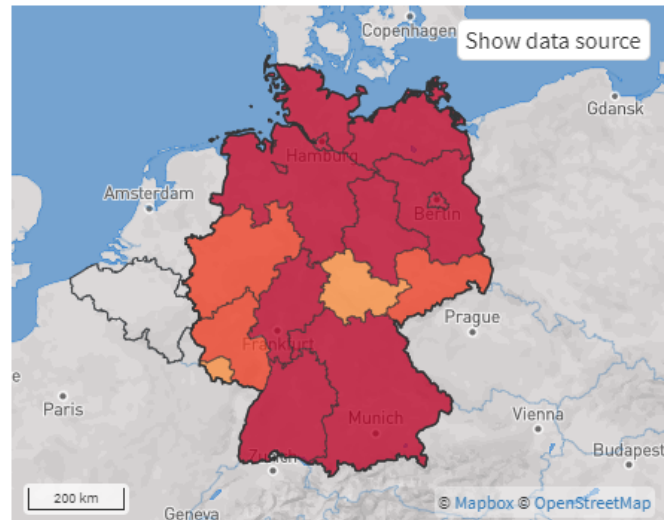 Copenhagen
Show data source
Gdansk
Hamburg
Amsterdam
Berlin
Prague
Frankfurt
e
Paris
Vienna
Munich
Zurich
Budapest
200 km
Geneva
© Mapbox © OpenStreetMap